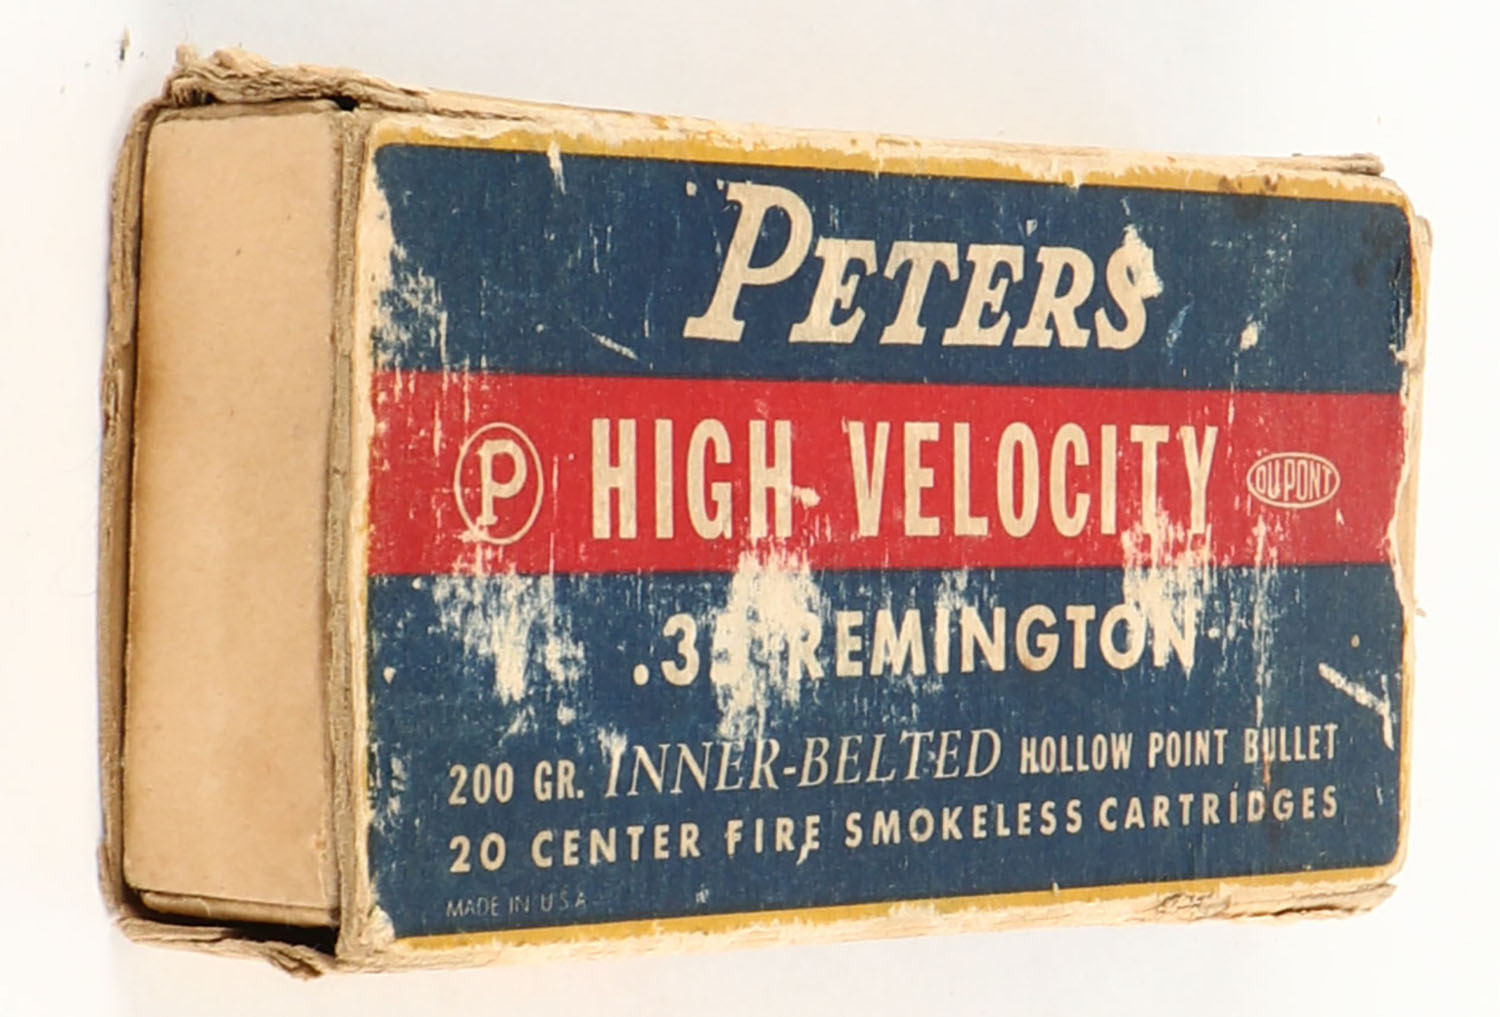 PETERS
P HIGH VELOCITY DU PONT
.35 REMINGTON
200 GR. INNER-BELTED HOLLOW POINT BULLET
20 CENTER FIRE SMOKELESS CARTRIDGES
MADE IN U.S.A.